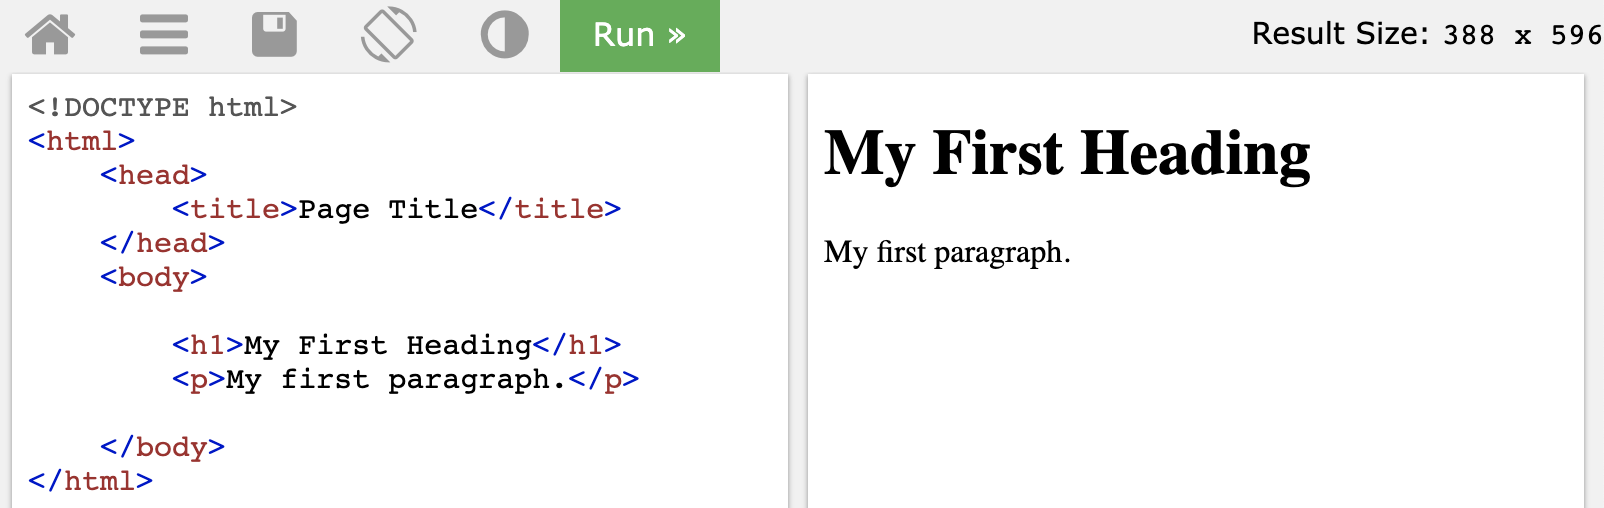 Run »
Result Size: 388 x 596
<!DOCTYPE html>
<html>
    <head>
        <title>Page Title</title>
    </head>
    <body>

        <h1>My First Heading</h1>
        <p>My first paragraph.</p>

    </body>
</html>
My First Heading
My first paragraph.